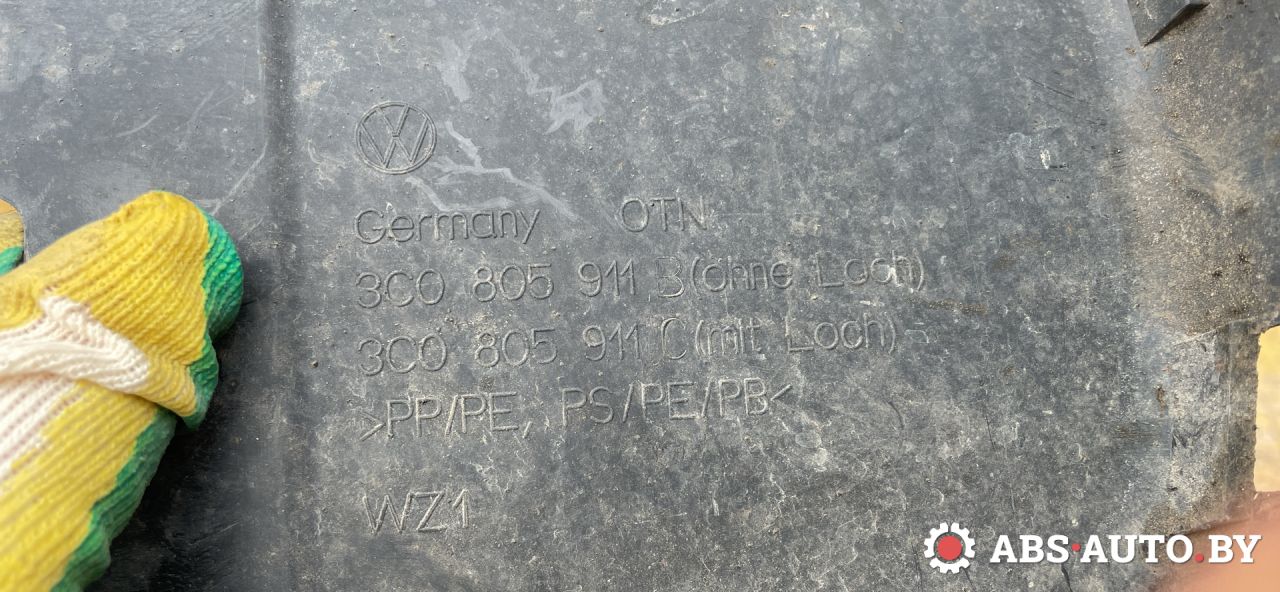 Germany OTN
3C0 805 911 B (ohne Loch)
3C0 805 911 C (mit Loch)
>PP/PE, PS/PE/PB<
WZ1
ABS-AUTO.BY